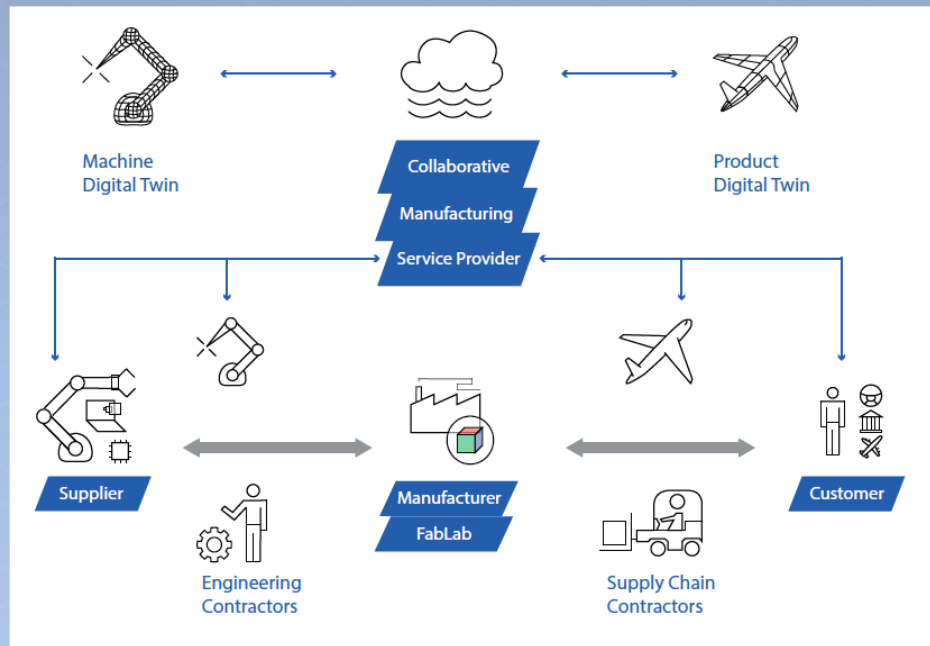 Machine
Digital Twin
Collaborative
Manufacturing
Service Provider
Product
Digital Twin
Supplier
Manufacturer
FabLab
Customer
Engineering
Contractors
Supply Chain
Contractors